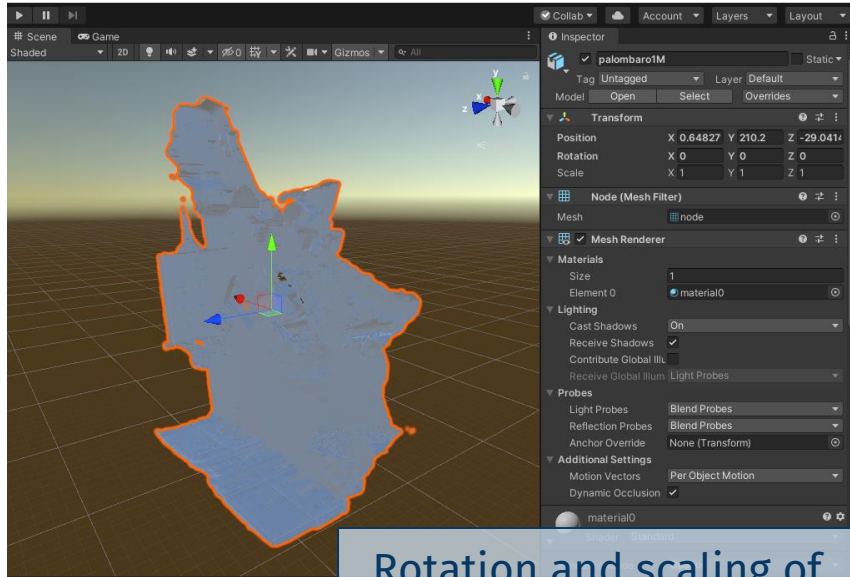 Collab
Account
Layers
Layout
Scene
Game
Inspector
Shaded
2D
0
Gizmos
All
palombaro1M
Static
Tag Untagged
Layer Default
Model Open Select Overrides
Transform
Position X 0.64827 Y 210.2 Z -29.0414
Rotation X 0 Y 0 Z 0
Scale X 1 Y 1 Z 1
Node (Mesh Filter)
Mesh node
Mesh Renderer
Materials
Size 1
Element 0 material0
Lighting
Cast Shadows On
Receive Shadows
Contribute Global Illu
Receive Global Illum Light Probes
Probes
Light Probes Blend Probes
Reflection Probes Blend Probes
Anchor Override None (Transform)
Additional Settings
Motion Vectors Per Object Motion
Dynamic Occlusion
material0
Shader Standard
Rotation and scaling of
y
x
z